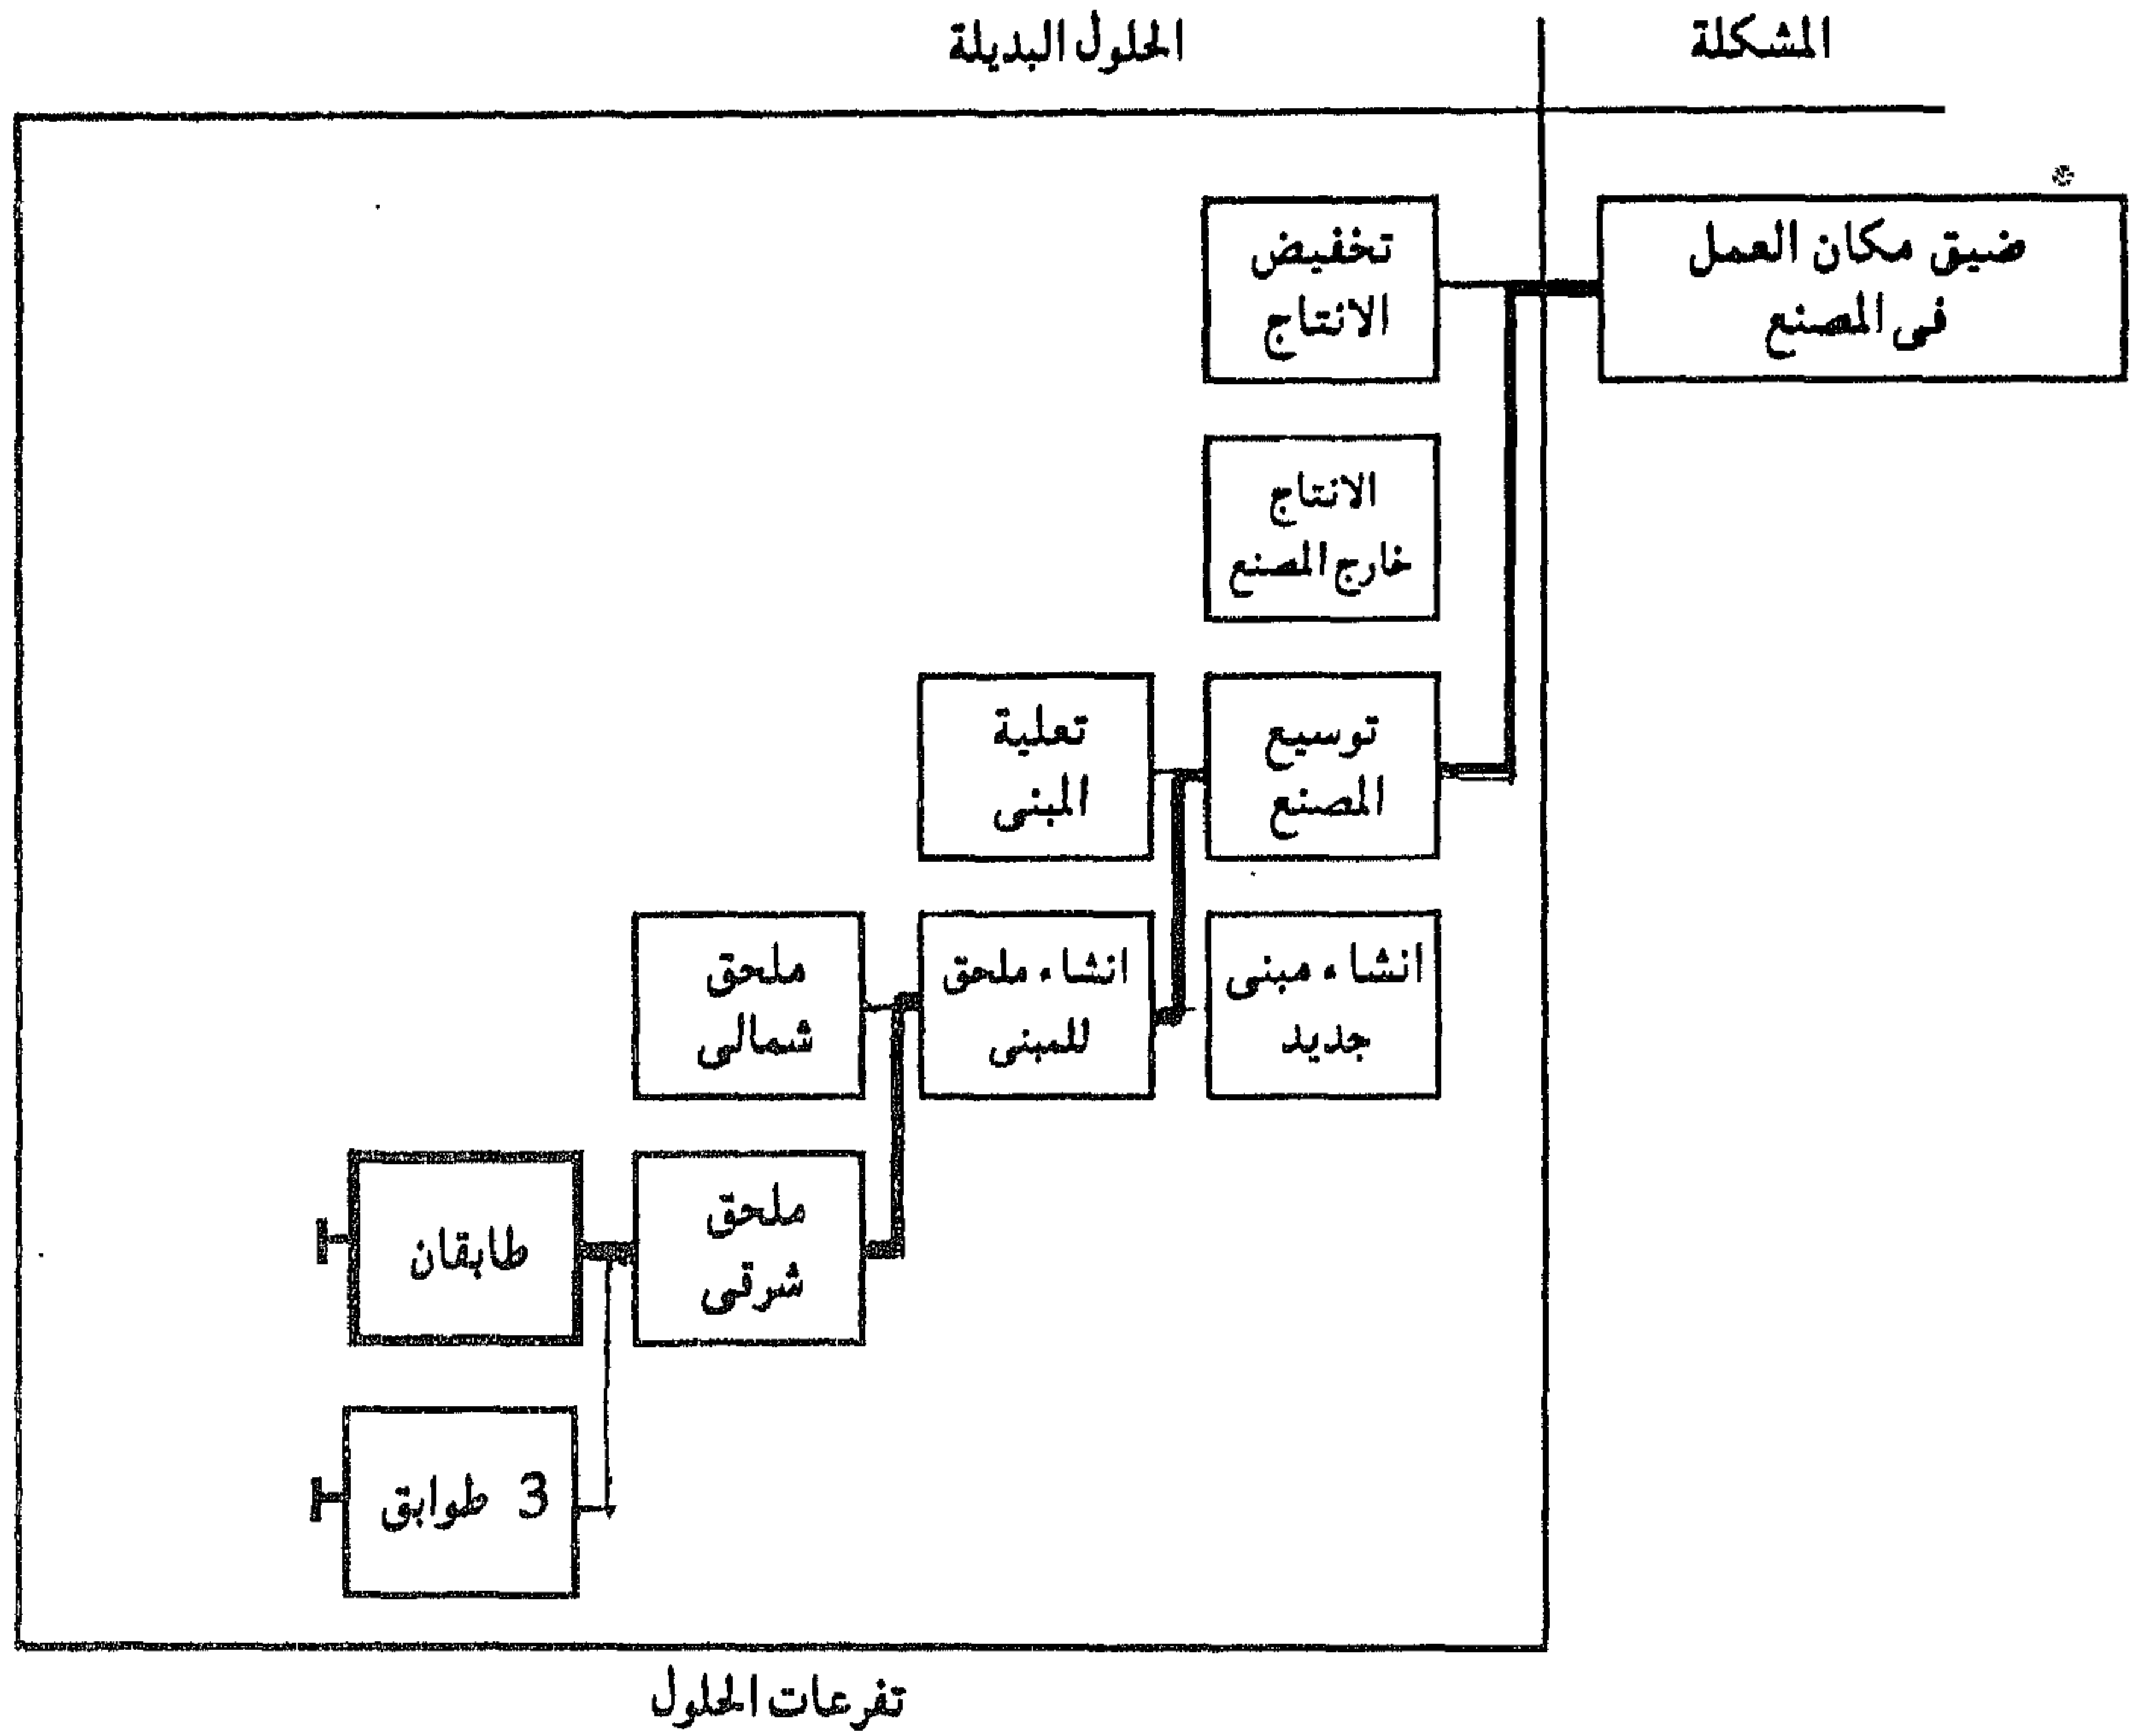 المشكلة
الحلول البديلة
ضيق مكان العمل
فى المصنع
تخفيض
الانتاج
الانتاج
خارج المصنع
توسيع
المصنع
تعلية
المبنى
انشاء مبنى
جديد
انشاء ملحق
للمبنى
ملحق
شمالى
ملحق
شرقى
طابقان
3 طوابق
تفرعات الحلول